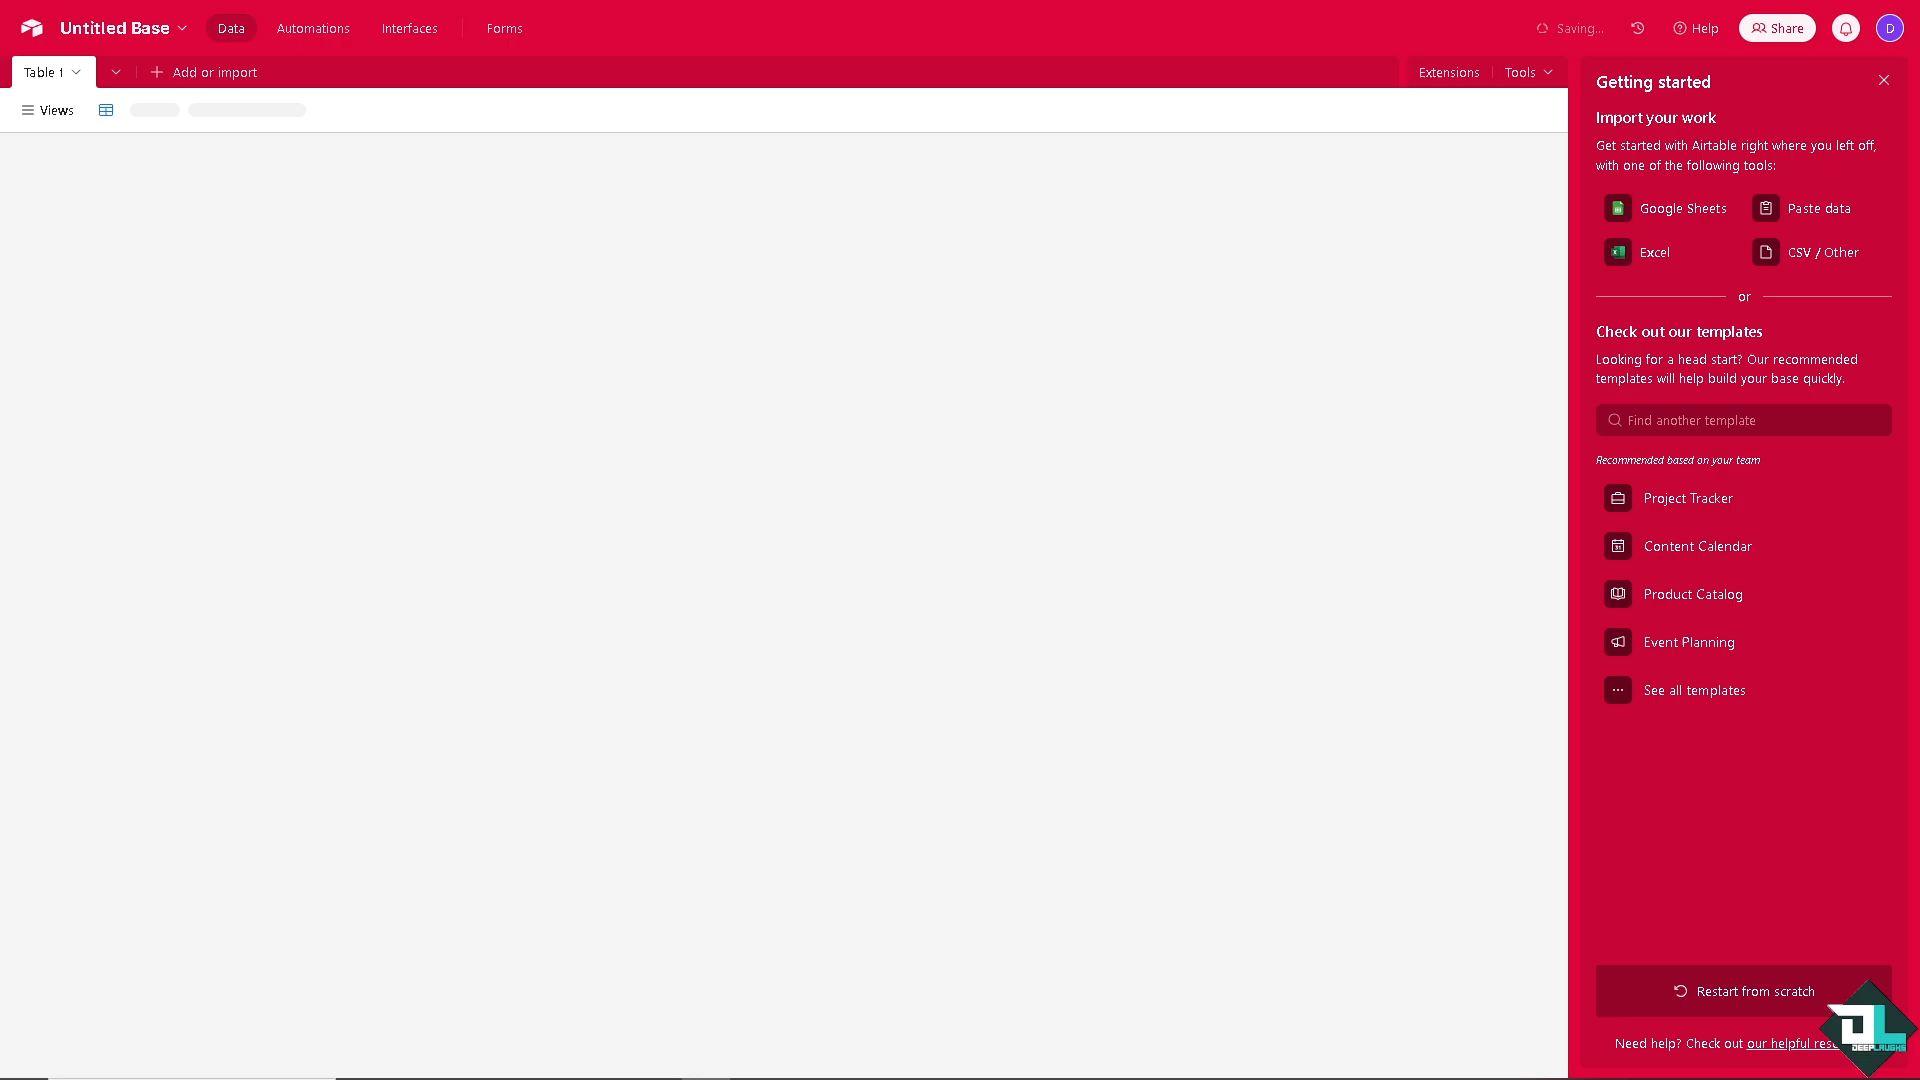 Untitled Base
Data
Automations
Interfaces
Forms
Saving...
Help
Share
D
Table 1
Add or import
Extensions
Tools
Views
Getting started
Import your work
Get started with Airtable right where you left off,
with one of the following tools:
Google Sheets
Paste data
Excel
CSV / Other
or
Check out our templates
Looking for a head start? Our recommended
templates will help build your base quickly.
Find another template
Recommended based on your team
Project Tracker
Content Calendar
Product Catalog
Event Planning
See all templates
Restart from scratch
Need help? Check out our helpful
DEEPLAUGHS